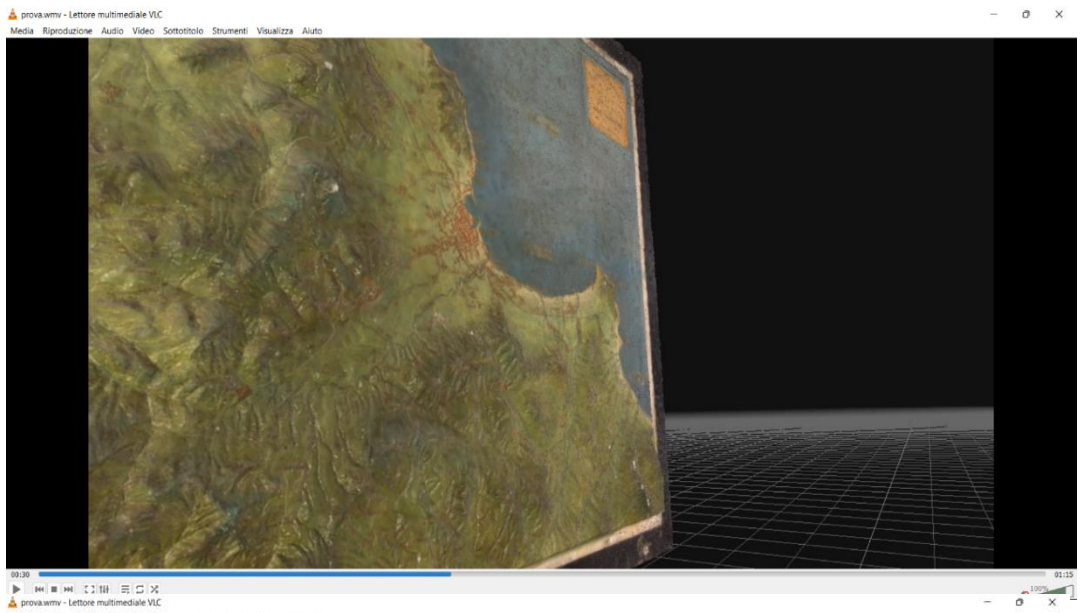 prova.wmv - Lettore multimediale VLC
Media Riproduzione Audio Video Sottotitolo Strumenti Visualizza Aiuto
00:30
01:15
100%
prova.wmv - Lettore multimediale VLC